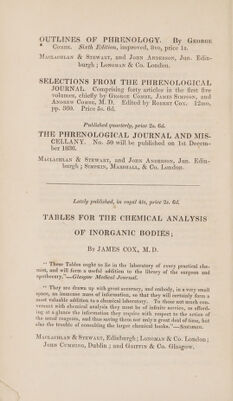 OUTLINES OF PHRENOLOGY. By GEORGE
COMBE. Sixth Edition, improved, 8vo, price 1s.
MACLACHLAN & STEWART, and JOHN ANDERSON, Jun. Edin-
burgh; LONGMAN & Co. London.
SELECTIONS FROM THE PHRENOLOGICAL
JOURNAL. Comprising forty articles in the first five
volumes, chiefly by GEORGE COMBE, JAMES SIMPSON, and
ANDREW COMBE, M. D. Edited by ROBERT COX. 12mo,
pp. 360. Price 5s. 6d.
Published quarterly, price 2s. 6d.
THE PHRENOLOGICAL JOURNAL AND MIS-
CELLANY. No. 50 will be published on 1st Decem-
ber 1836.
MACLACHLAN & STEWART, and JOHN ANDERSON, Jun. Edin-
burgh; SIMPKIN, MARSHALL, & Co. London.
Lately published, in royal 4to, price 2s. 6d.
TABLES FOR THE CHEMICAL ANALYSIS
OF INORGANIC BODIES;
By JAMES COX, M. D.
" These Tables ought to lie in the laboratory of every practical che-
mist, and will form a useful addition to the library of the surgeon and
apothecary."—Glasgow Medical Journal.
" They are drawn up with great accuracy, and embody, in a very small
space, an immense mass of information, so that they will certainly form a
most valuable addition to a chemical laboratory. To those not much con-
versant with chemical analysis they must be of infinite service, as afford-
ing at a glance the information they require with respect to the action of
the usual reagents, and thus saving them not only a great deal of time, but
also the trouble of consulting the larger chemical books."
MACLACHLAN & STEWART, Edinburgh; LONGMAN & Co. London;
JOHN CUMMING, Dublin; and GRIFFIN & Co. Glasgow.